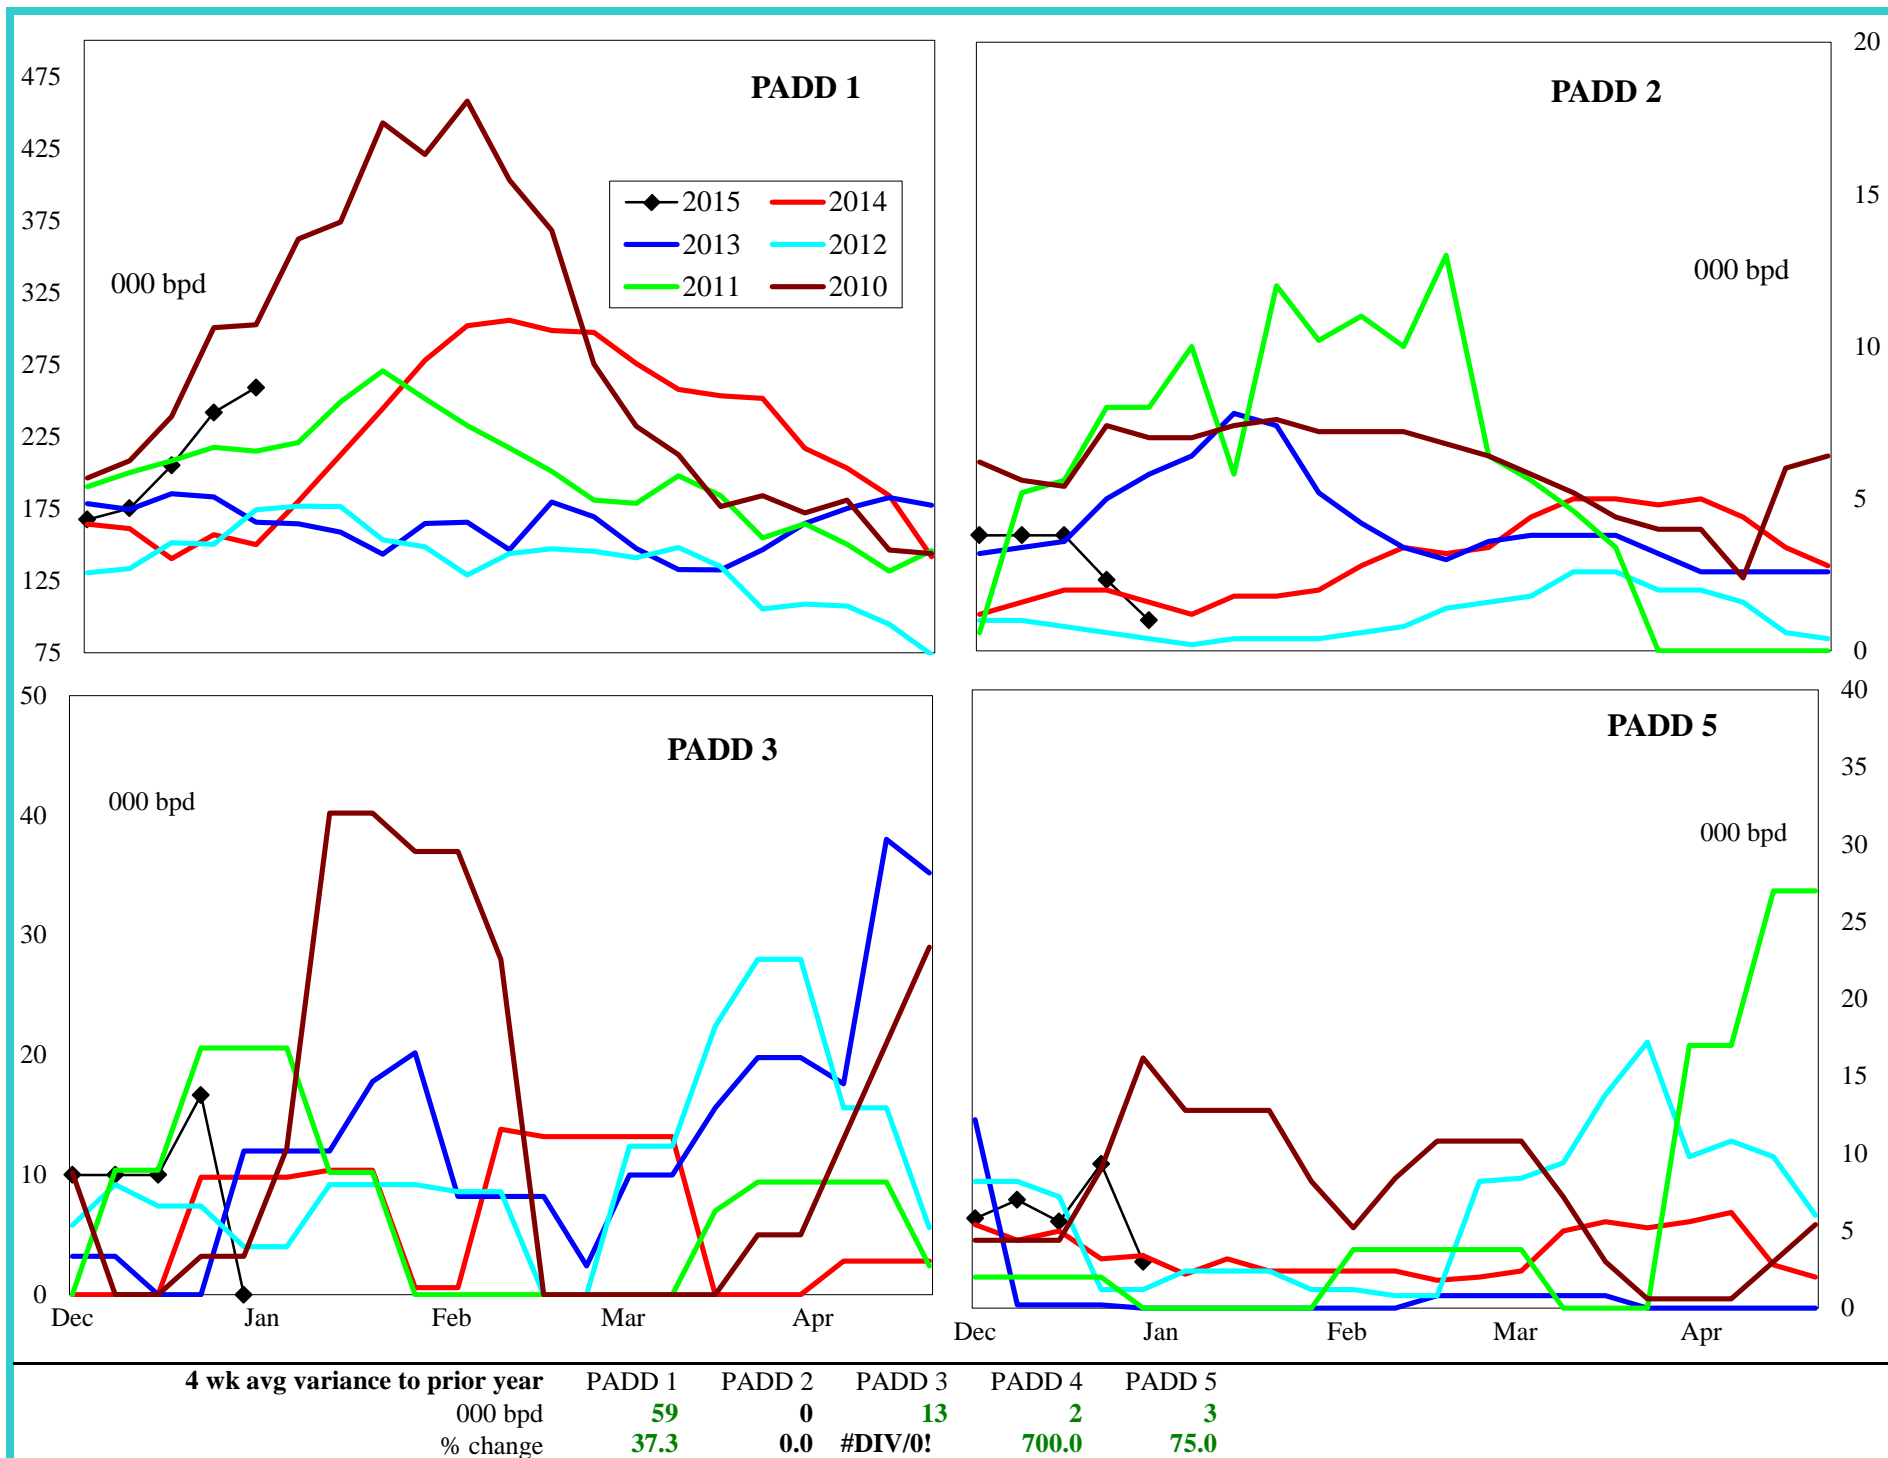 PADD 1
475
425
375
325
275
225
175
125
75
000 bpd
2015 2014
2013 2012
2011 2010
PADD 2
20
15
10
5
0
000 bpd
PADD 3
50
40
30
20
10
0
000 bpd
Dec Jan Feb Mar Apr
PADD 5
40
35
30
25
20
15
10
5
0
000 bpd
Dec Jan Feb Mar Apr
4 wk avg variance to prior year PADD 1 PADD 2 PADD 3 PADD 4 PADD 5
000 bpd 59 0 13 2 3
% change 37.3 0.0 #DIV/0! 700.0 75.0